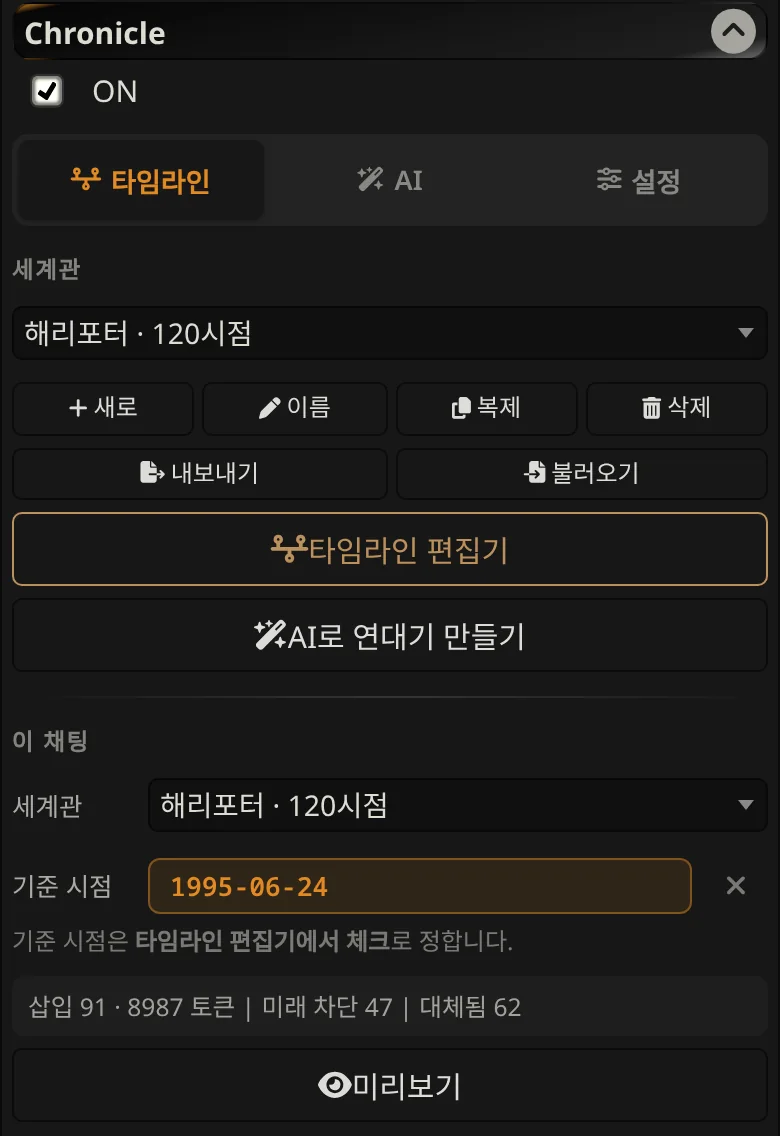 Chronicle
ON
타임라인 AI 설정
세계관
해리포터 · 120시점
+ 새로 이름 복제 삭제
내보내기 불러오기
타임라인 편집기
AI로 연대기 만들기
이 채팅
세계관 해리포터 · 120시점
기준 시점 1995-06-24 ×
기준 시점은 타임라인 편집기에서 체크로 정합니다.
삽입 91 · 8987 토큰 | 미래 차단 47 | 대체됨 62
미리보기